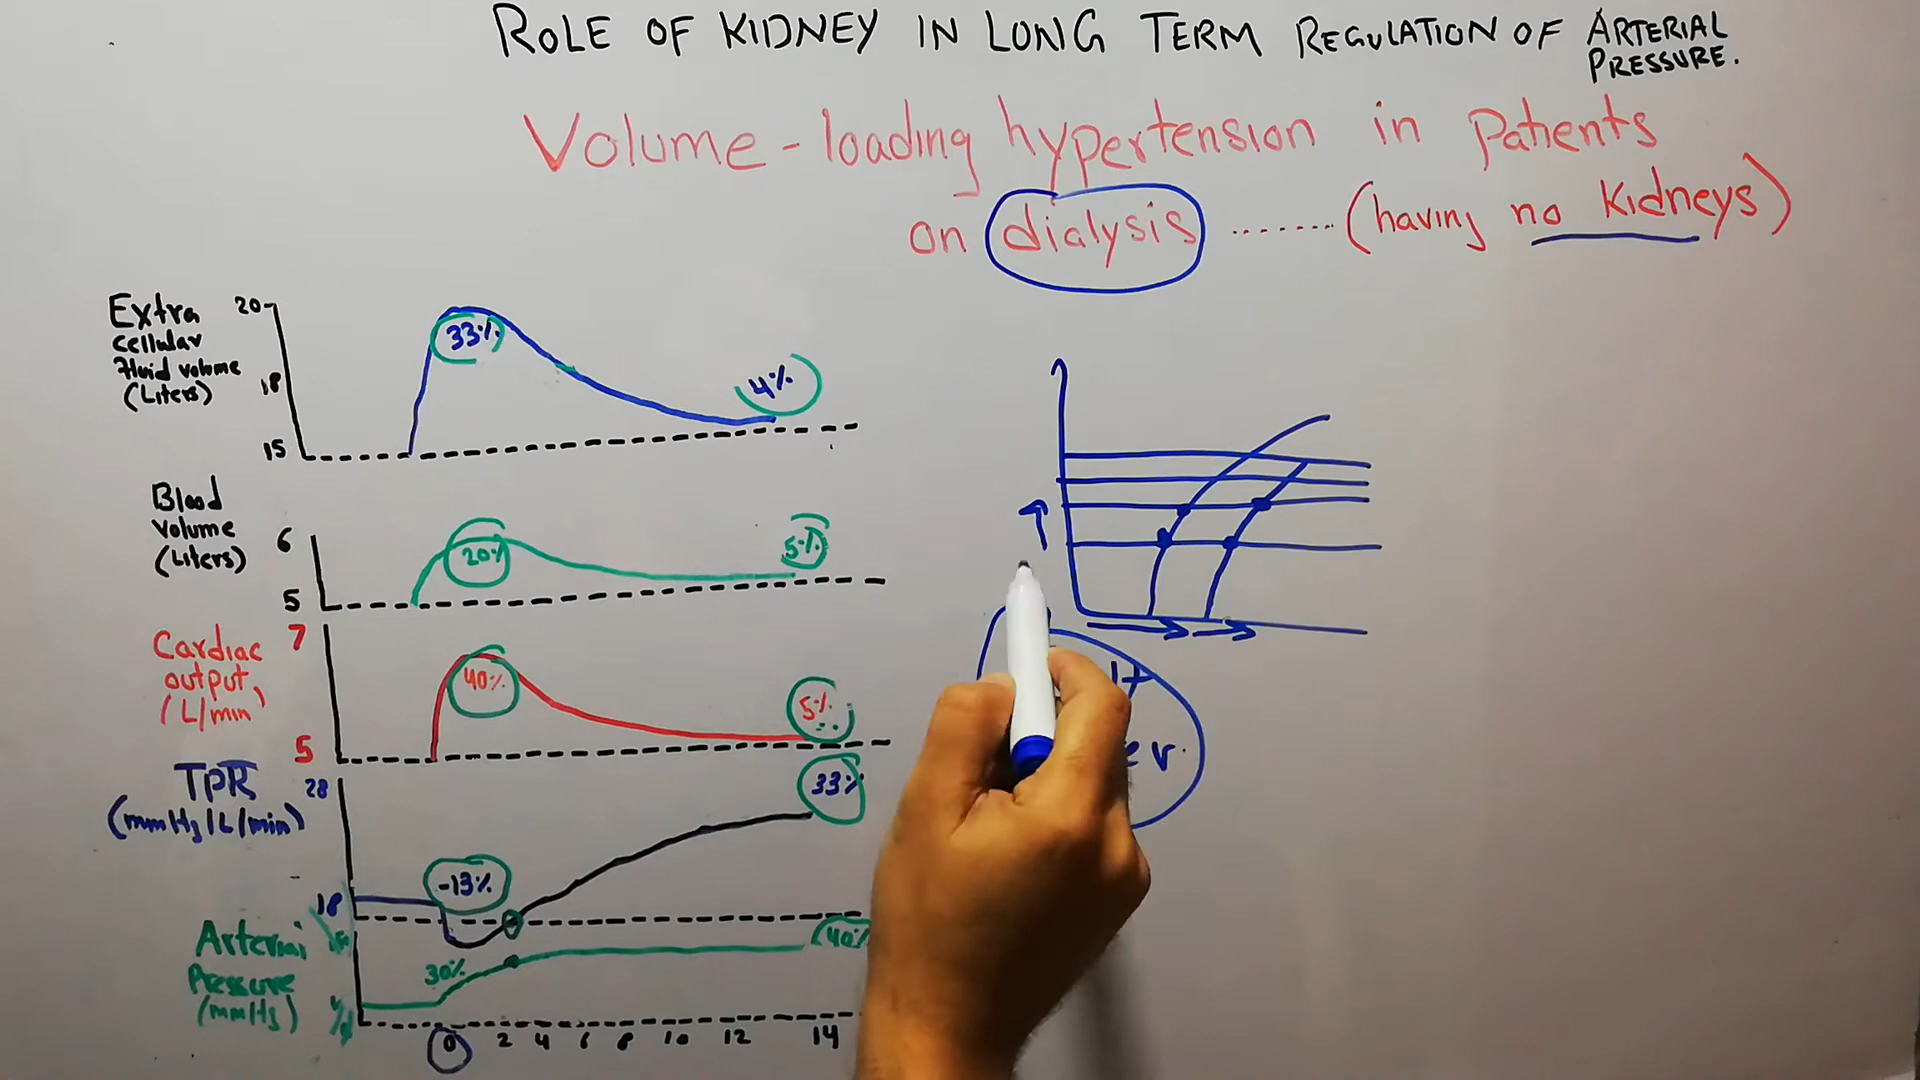 ROLE OF KIDNEY IN LONG TERM REGULATION OF ARTERIAL
PRESSURE.
Volume-loading hypertension in patients
on dialysis ........ (having no kidneys)
Extra
cellular
fluid volume
(Liters)
20
18
15
33%
4%
Blood
volume
(Liters)
6
5
20%
5%
Cardiac
output
(L/min)
7
5
40%
5%
TPR
(mmHg/L/min)
28
18
-13%
33%
Arterial
Pressure
(mmHg)
30%
(40%
0 2 4 6 8 10 12 14